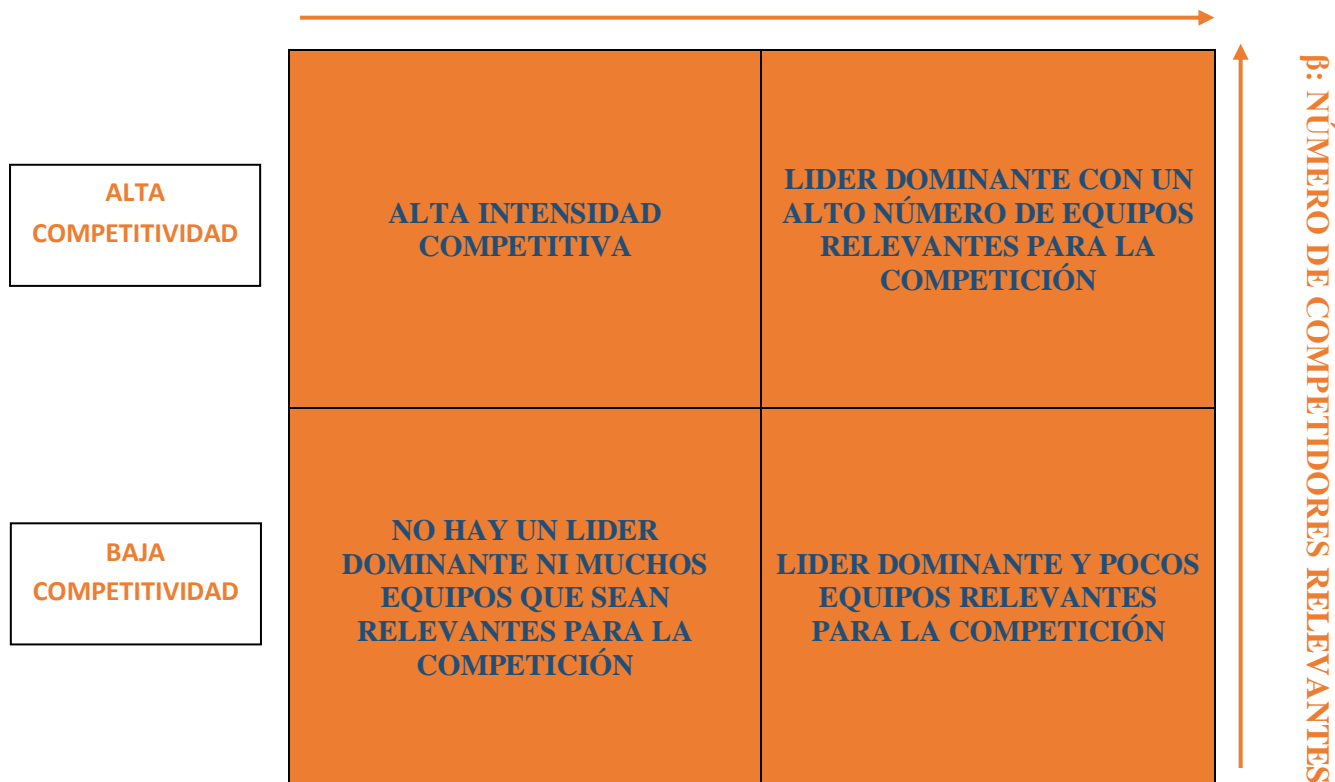 ALTA
COMPETITIVIDAD
ALTA INTENSIDAD
COMPETITIVA
LIDER DOMINANTE CON UN
ALTO NÚMERO DE EQUIPOS
RELEVANTES PARA LA
COMPETICIÓN
β: NÚMERO DE COMPETIDORES RELEVANTES
BAJA
COMPETITIVIDAD
NO HAY UN LIDER
DOMINANTE NI MUCHOS
EQUIPOS QUE SEAN
RELEVANTES PARA LA
COMPETICIÓN
LIDER DOMINANTE Y POCOS
EQUIPOS RELEVANTES
PARA LA COMPETICIÓN